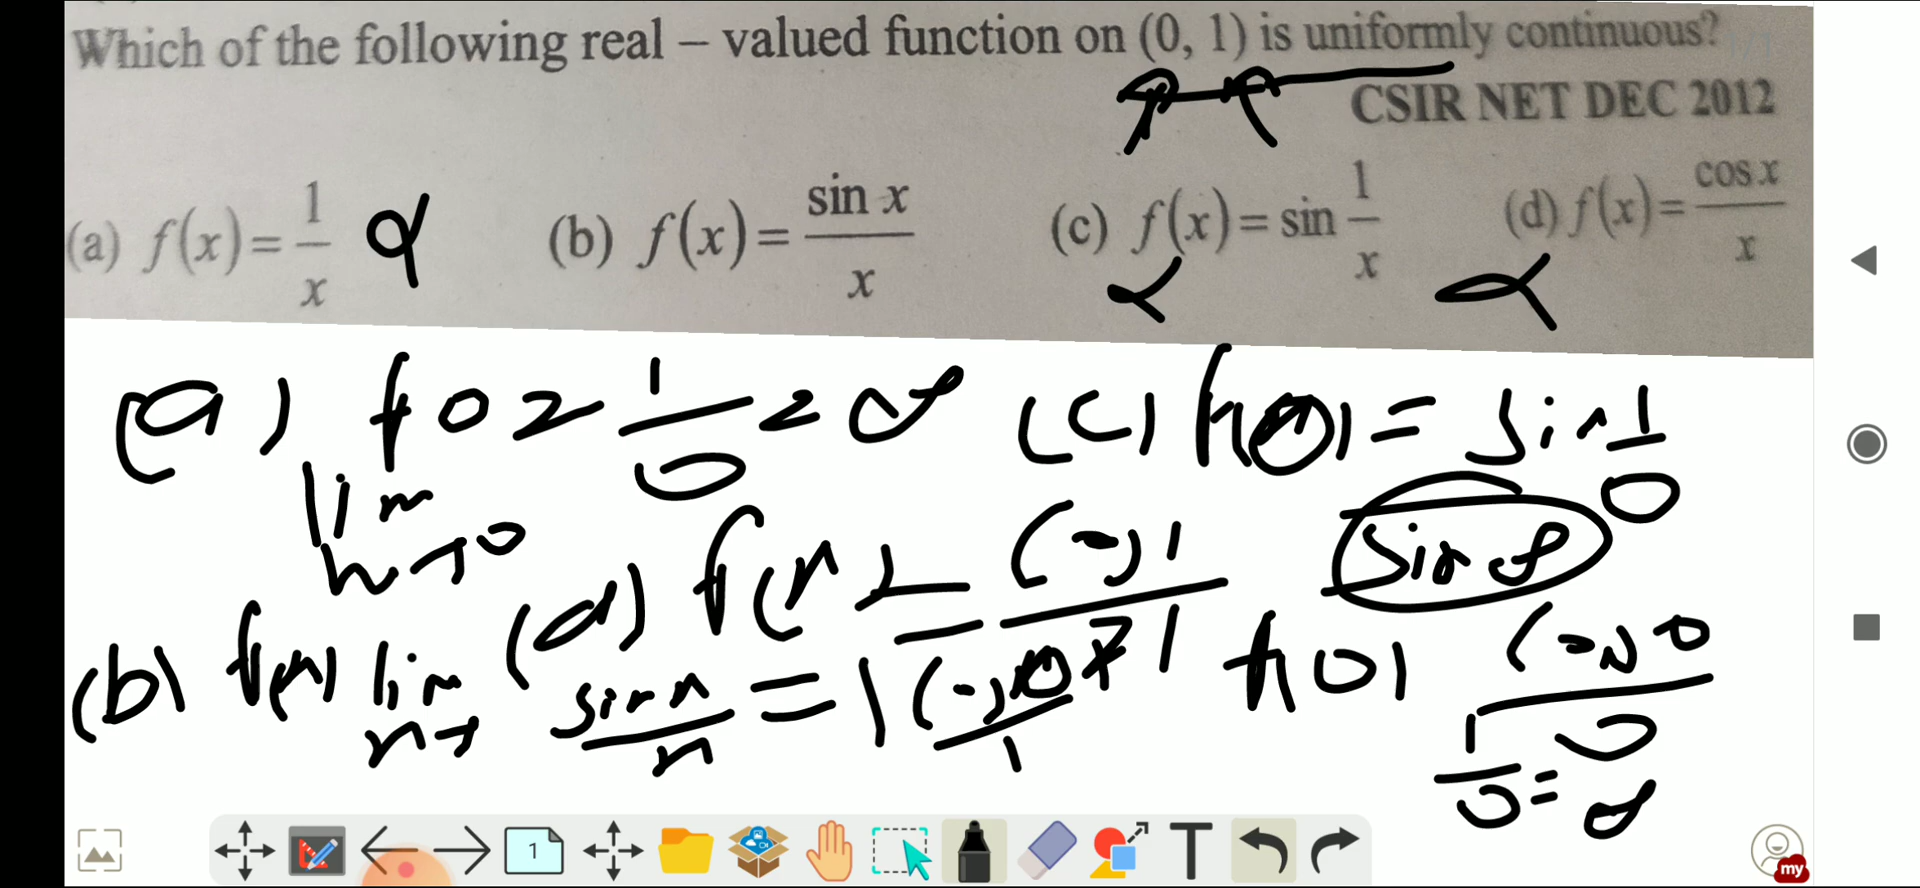 Which of the following real – valued function on (0, 1) is uniformly continuous?
CSIR NET DEC 2012
(a) f(x) = 1/x (b) f(x) = sin x / x (c) f(x) = sin 1/x (d) f(x) = cos x / x
(a) f 0 = 1/0 = ∞ (c) f(0) = sin 1/0
lim
h→0
sin ∞
(b) f(x) lim x→ sin x / x = 1
(d) f(x) =
f(0) cos 0 / 0
1/0 = ∞
1
T
my